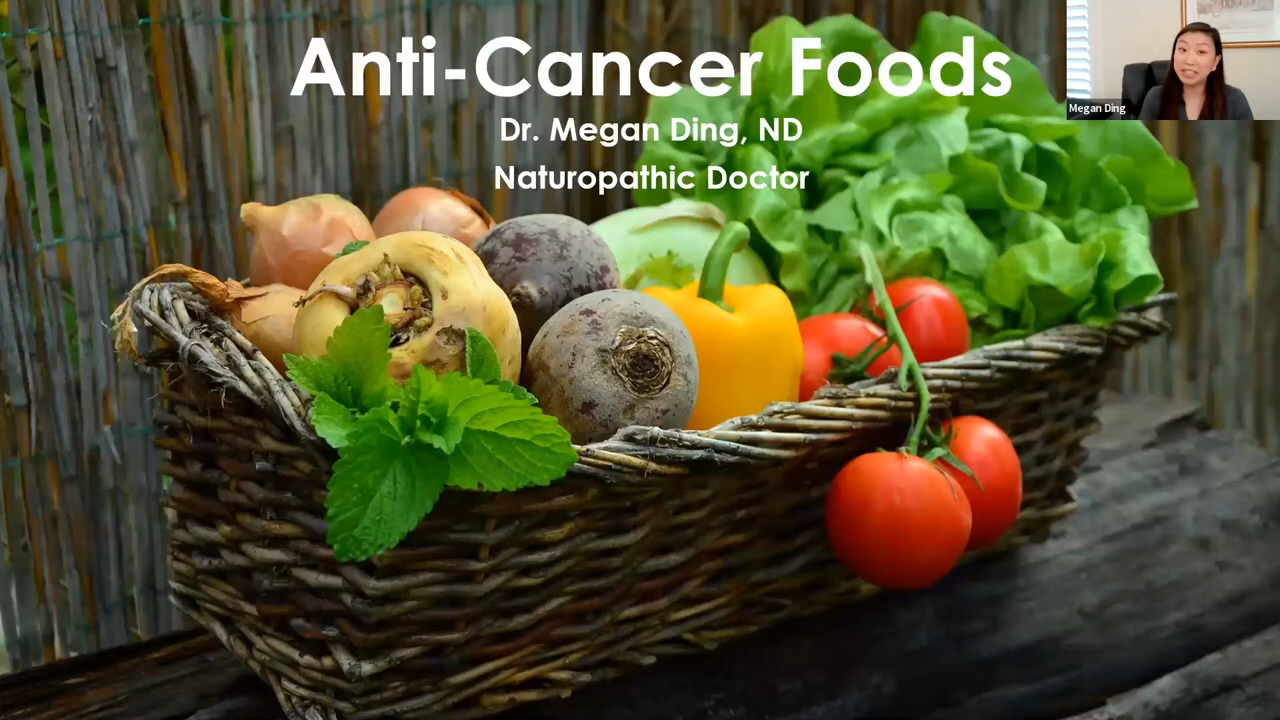 Anti-Cancer Foods
Dr. Megan Ding, ND
Naturopathic Doctor
Megan Ding